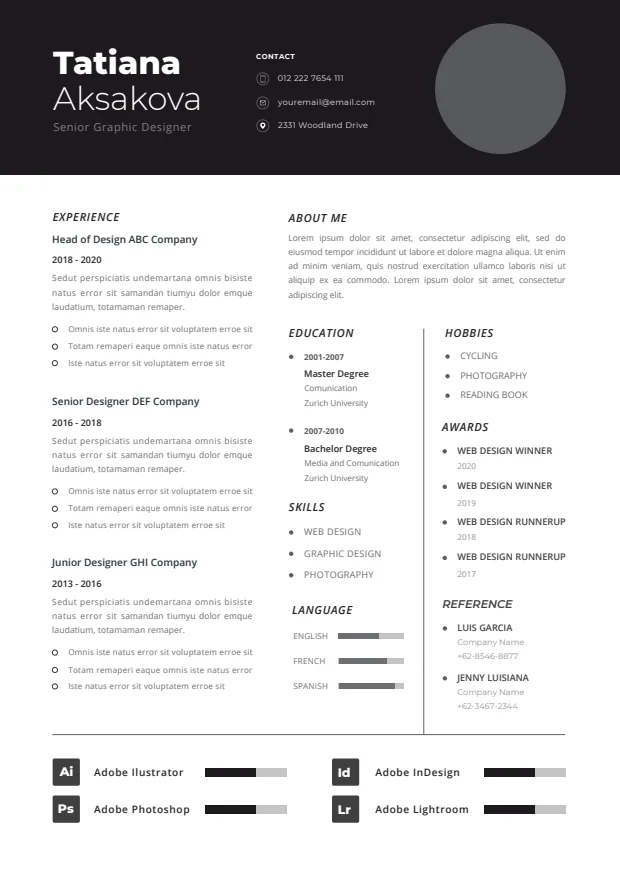 Tatiana
Aksakova
Senior Graphic Designer
CONTACT
012 222 7654 111
youremail@email.com
2331 Woodland Drive
EXPERIENCE
Head of Design ABC Company
2018 - 2020
Sedut perspiciatis undemartana omnis bisiste
natus error sit samandan tiumyu dolor emque
laudatium, totamaman remaper.
Omnis iste natus error sit voluptatem erroe sit
Totam remaperi eaque omnis iste natus error
Iste natus error sit voluptatem erroe sit
Senior Designer DEF Company
2016 - 2018
Sedut perspiciatis undemartana omnis bisiste
natus error sit samandan tiumyu dolor emque
laudatium, totamaman remaper.
Omnis iste natus error sit voluptatem erroe sit
Totam remaperi eaque omnis iste natus error
Iste natus error sit voluptatem erroe sit
Junior Designer GHI Company
2013 - 2016
Sedut perspiciatis undemartana omnis bisiste
natus error sit samandan tiumyu dolor emque
laudatium, totamaman remaper.
Omnis iste natus error sit voluptatem erroe sit
Totam remaperi eaque omnis iste natus error
Iste natus error sit voluptatem erroe sit
ABOUT ME
Lorem ipsum dolor sit amet, consectetur adipiscing elit, sed do
eiusmod tempor incididunt ut labore et dolore magna aliqua. Ut enim
ad minim veniam, quis nostrud exercitation ullamco laboris nisi ut
aliquip ex ea commodo. Lorem ipsum dolor sit amet, consectetur
adipiscing elit.
EDUCATION
2001-2007
Master Degree
Comunication
Zurich University
2007-2010
Bachelor Degree
Media and Comunication
Zurich University
SKILLS
WEB DESIGN
GRAPHIC DESIGN
PHOTOGRAPHY
LANGUAGE
ENGLISH
FRENCH
SPANISH
HOBBIES
CYCLING
PHOTOGRAPHY
READING BOOK
AWARDS
WEB DESIGN WINNER
2020
WEB DESIGN WINNER
2019
WEB DESIGN RUNNERUP
2018
WEB DESIGN RUNNERUP
2017
REFERENCE
LUIS GARCIA
Company Name
+62-8546-8877
JENNY LUISIANA
Company Name
+62-3467-2344
Ai Adobe Ilustrator
Id Adobe InDesign
Ps Adobe Photoshop
Lr Adobe Lightroom